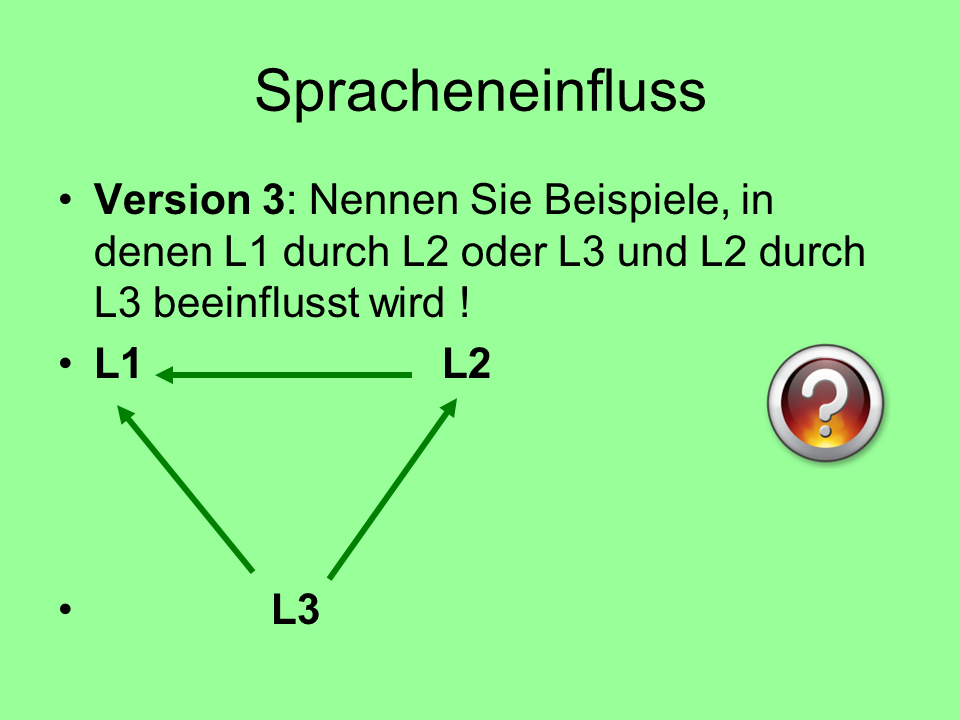 Spracheneinfluss
• Version 3: Nennen Sie Beispiele, in
denen L1 durch L2 oder L3 und L2 durch
L3 beeinflusst wird !
• L1 L2
• L3